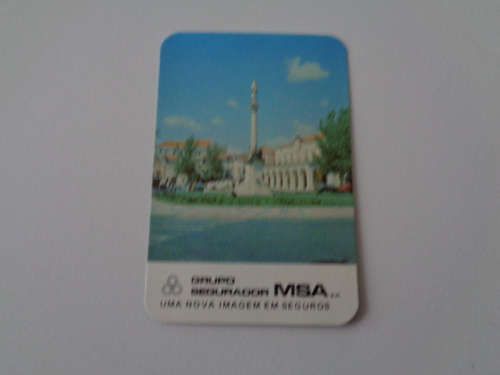 GRUPO
SEGURADOR MSA
UMA NOVA IMAGEM EM SEGUROS